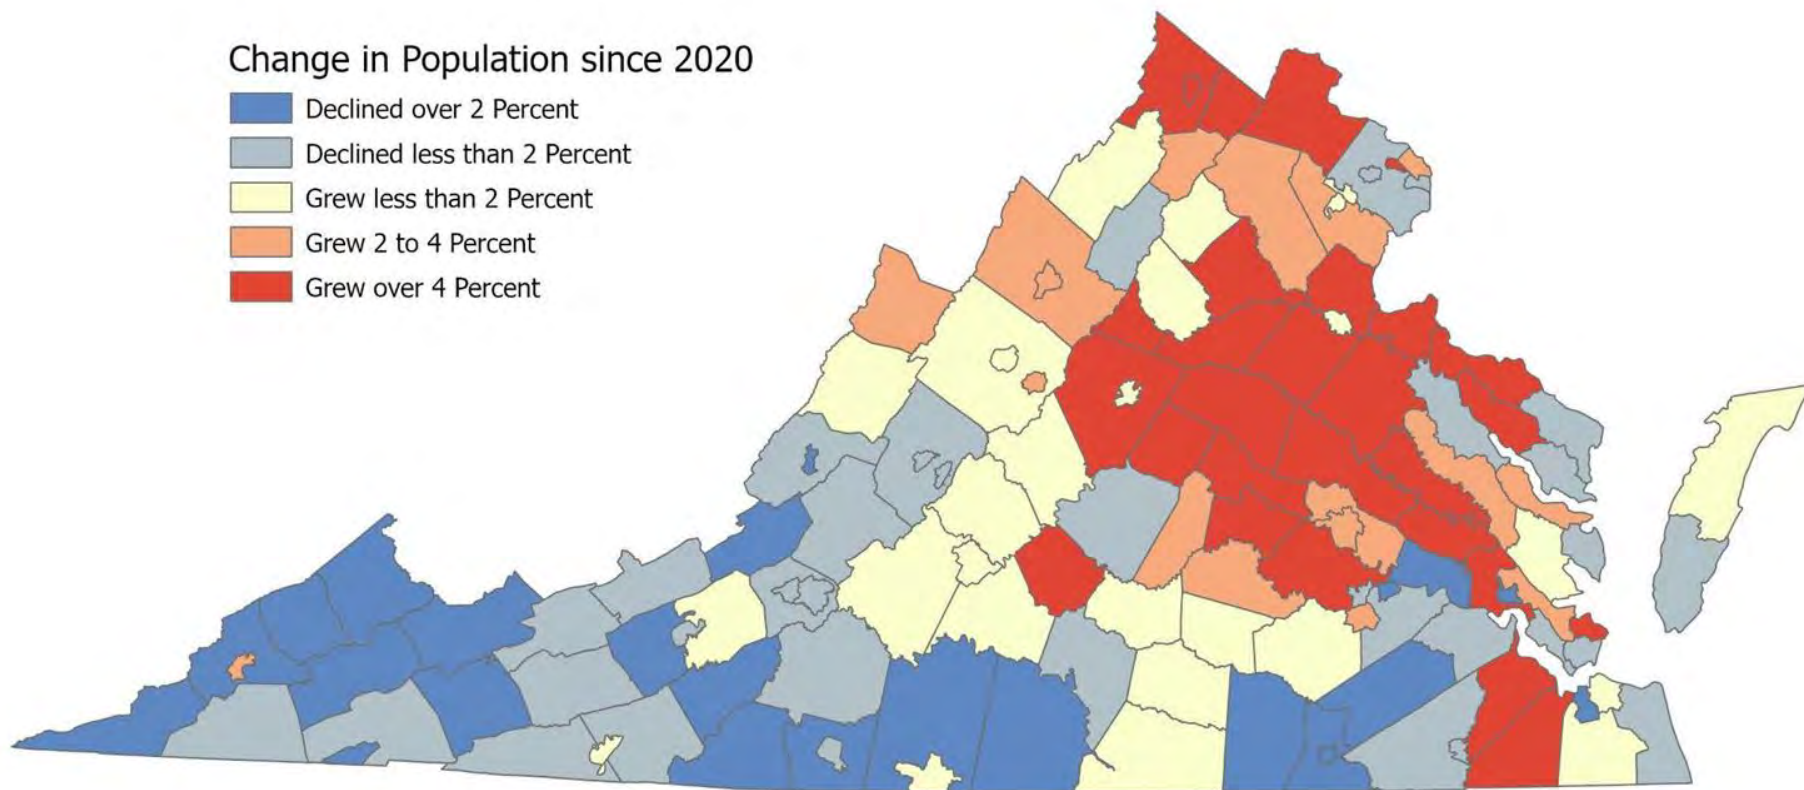 Change in Population since 2020
Declined over 2 Percent
Declined less than 2 Percent
Grew less than 2 Percent
Grew 2 to 4 Percent
Grew over 4 Percent